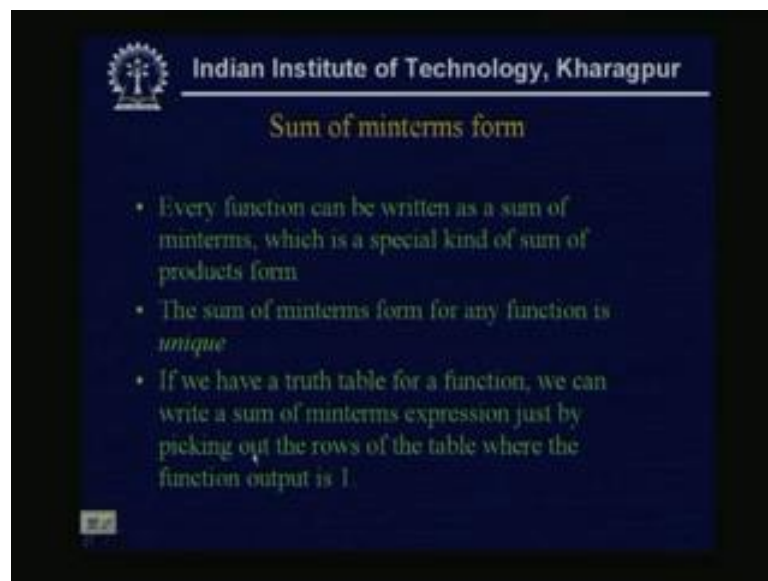 Indian Institute of Technology, Kharagpur
Sum of minterms form
• Every function can be written as a sum of
minterms, which is a special kind of sum of
products form
• The sum of minterms form for any function is
unique
• If we have a truth table for a function, we can
write a sum of minterms expression just by
picking out the rows of the table where the
function output is 1.